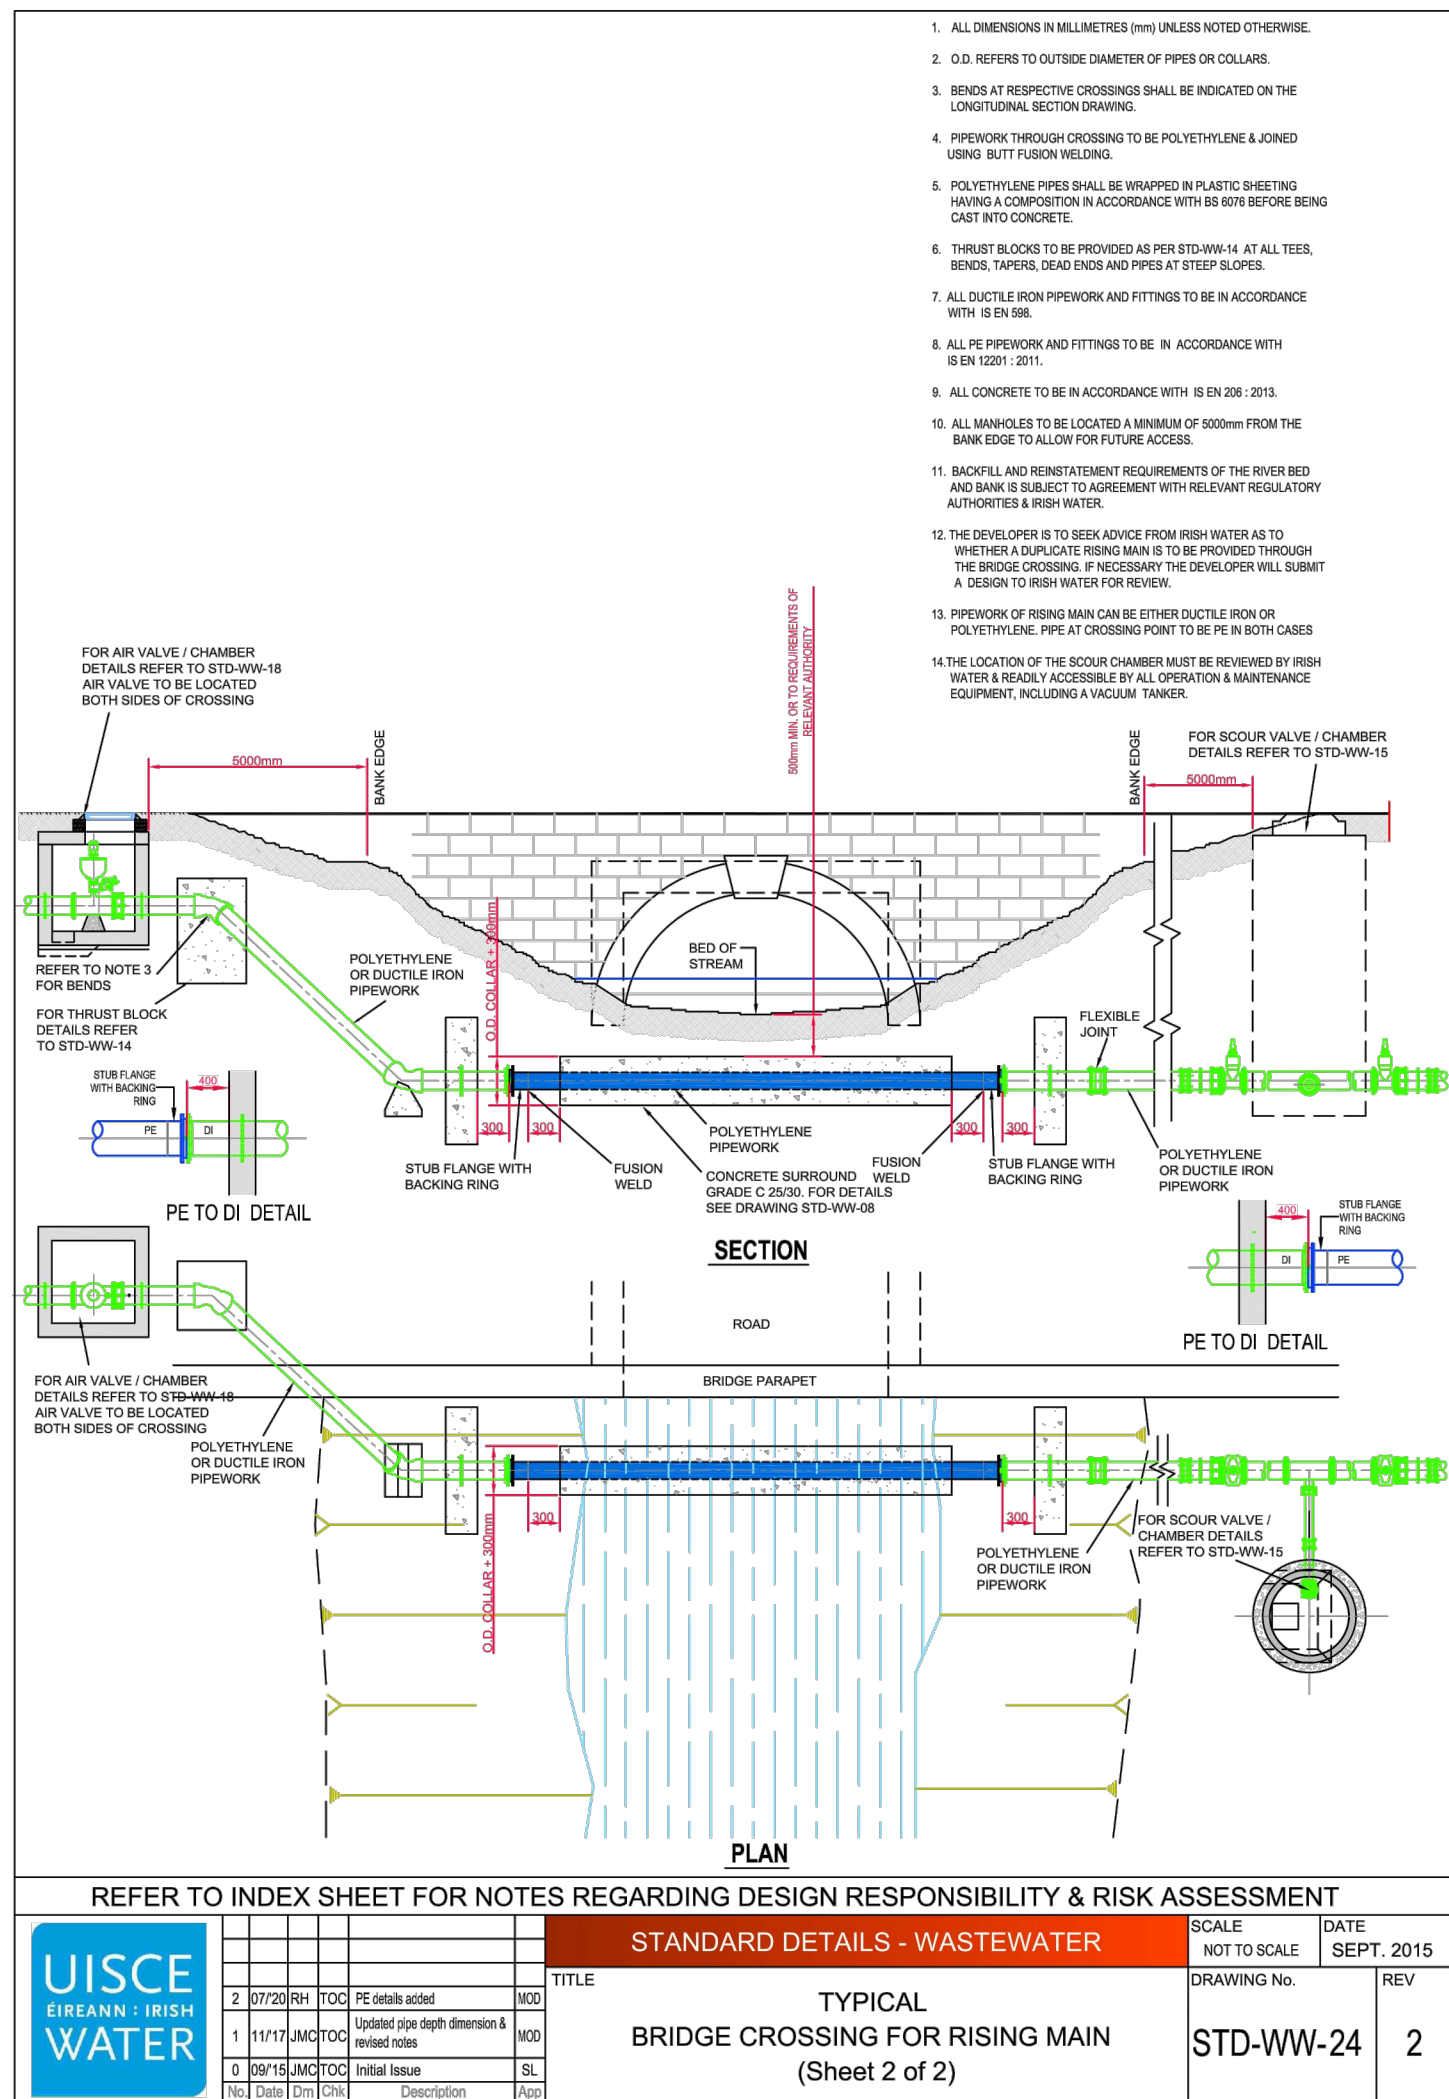 1. ALL DIMENSIONS IN MILLIMETRES (mm) UNLESS NOTED OTHERWISE.
2. O.D. REFERS TO OUTSIDE DIAMETER OF PIPES OR COLLARS.
3. BENDS AT RESPECTIVE CROSSINGS SHALL BE INDICATED ON THE
LONGITUDINAL SECTION DRAWING.
4. PIPEWORK THROUGH CROSSING TO BE POLYETHYLENE & JOINED
USING BUTT FUSION WELDING.
5. POLYETHYLENE PIPES SHALL BE WRAPPED IN PLASTIC SHEETING
HAVING A COMPOSITION IN ACCORDANCE WITH BS 6076 BEFORE BEING
CAST INTO CONCRETE.
6. THRUST BLOCKS TO BE PROVIDED AS PER STD-WW-14 AT ALL TEES,
BENDS, TAPERS, DEAD ENDS AND PIPES AT STEEP SLOPES.
7. ALL DUCTILE IRON PIPEWORK AND FITTINGS TO BE IN ACCORDANCE
WITH IS EN 598.
8. ALL PE PIPEWORK AND FITTINGS TO BE IN ACCORDANCE WITH
IS EN 12201 : 2011.
9. ALL CONCRETE TO BE IN ACCORDANCE WITH IS EN 206 : 2013.
10. ALL MANHOLES TO BE LOCATED A MINIMUM OF 5000mm FROM THE
BANK EDGE TO ALLOW FOR FUTURE ACCESS.
11. BACKFILL AND REINSTATEMENT REQUIREMENTS OF THE RIVER BED
AND BANK IS SUBJECT TO AGREEMENT WITH RELEVANT REGULATORY
AUTHORITIES & IRISH WATER.
12. THE DEVELOPER IS TO SEEK ADVICE FROM IRISH WATER AS TO
WHETHER A DUPLICATE RISING MAIN IS TO BE PROVIDED THROUGH
THE BRIDGE CROSSING. IF NECESSARY THE DEVELOPER WILL SUBMIT
A DESIGN TO IRISH WATER FOR REVIEW.
13. PIPEWORK OF RISING MAIN CAN BE EITHER DUCTILE IRON OR
POLYETHYLENE. PIPE AT CROSSING POINT TO BE PE IN BOTH CASES
14.THE LOCATION OF THE SCOUR CHAMBER MUST BE REVIEWED BY IRISH
WATER & READILY ACCESSIBLE BY ALL OPERATION & MAINTENANCE
EQUIPMENT, INCLUDING A VACUUM TANKER.
FOR AIR VALVE / CHAMBER
DETAILS REFER TO STD-WW-18
AIR VALVE TO BE LOCATED
BOTH SIDES OF CROSSING
5000mm
BANK EDGE
500mm MIN. OR TO REQUIREMENTS OF
RELEVANT AUTHORITY
BANK EDGE
5000mm
FOR SCOUR VALVE / CHAMBER
DETAILS REFER TO STD-WW-15
REFER TO NOTE 3
FOR BENDS
FOR THRUST BLOCK
DETAILS REFER
TO STD-WW-14
POLYETHYLENE
OR DUCTILE IRON
PIPEWORK
O.D. COLLAR + 300mm
BED OF
STREAM
FLEXIBLE
JOINT
STUB FLANGE
WITH BACKING
RING
400
PE
DI
PE TO DI DETAIL
300
300
300
300
STUB FLANGE WITH
BACKING RING
FUSION
WELD
POLYETHYLENE
PIPEWORK
CONCRETE SURROUND
GRADE C 25/30. FOR DETAILS
SEE DRAWING STD-WW-08
FUSION
WELD
STUB FLANGE WITH
BACKING RING
POLYETHYLENE
OR DUCTILE IRON
PIPEWORK
SECTION
400
STUB FLANGE
WITH BACKING
RING
DI
PE
PE TO DI DETAIL
ROAD
BRIDGE PARAPET
FOR AIR VALVE / CHAMBER
DETAILS REFER TO STD-WW-18
AIR VALVE TO BE LOCATED
BOTH SIDES OF CROSSING
POLYETHYLENE
OR DUCTILE IRON
PIPEWORK
O.D. COLLAR + 300mm
300
300
POLYETHYLENE
OR DUCTILE IRON
PIPEWORK
FOR SCOUR VALVE /
CHAMBER DETAILS
REFER TO STD-WW-15
PLAN
REFER TO INDEX SHEET FOR NOTES REGARDING DESIGN RESPONSIBILITY & RISK ASSESSMENT
UISCE
ÉIREANN : IRISH
WATER
2 07/'20 RH TOC PE details added MOD
1 11/'17 JMC TOC Updated pipe depth dimension &
revised notes MOD
0 09/'15 JMC TOC Initial Issue SL
No. Date Drn Chk Description App
STANDARD DETAILS - WASTEWATER
TITLE
TYPICAL
BRIDGE CROSSING FOR RISING MAIN
(Sheet 2 of 2)
SCALE
NOT TO SCALE
DATE
SEPT. 2015
DRAWING No.
STD-WW-24
REV
2